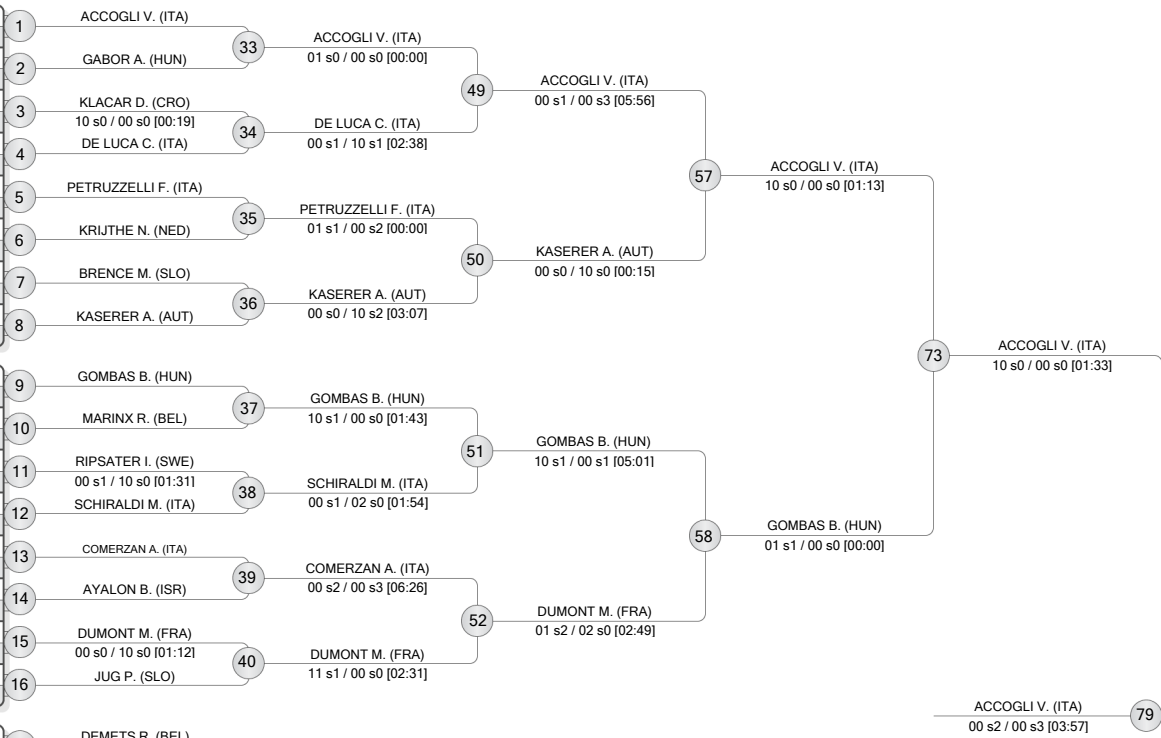 1
ACCOGLI V. (ITA)
2
GABOR A. (HUN)
33
ACCOGLI V. (ITA)
01 s0 / 00 s0 [00:00]
3
KLACAR D. (CRO)
10 s0 / 00 s0 [00:19]
4
DE LUCA C. (ITA)
34
DE LUCA C. (ITA)
00 s1 / 10 s1 [02:38]
49
ACCOGLI V. (ITA)
00 s1 / 00 s3 [05:56]
5
PETRUZZELLI F. (ITA)
6
KRIJTHE N. (NED)
35
PETRUZZELLI F. (ITA)
01 s1 / 00 s2 [00:00]
7
BRENCE M. (SLO)
8
KASERER A. (AUT)
36
KASERER A. (AUT)
00 s0 / 10 s2 [03:07]
50
KASERER A. (AUT)
00 s0 / 10 s0 [00:15]
57
ACCOGLI V. (ITA)
10 s0 / 00 s0 [01:13]
9
GOMBAS B. (HUN)
10
MARINX R. (BEL)
37
GOMBAS B. (HUN)
10 s1 / 00 s0 [01:43]
11
RIPSATER I. (SWE)
00 s1 / 10 s0 [01:31]
12
SCHIRALDI M. (ITA)
38
SCHIRALDI M. (ITA)
00 s1 / 02 s0 [01:54]
51
GOMBAS B. (HUN)
10 s1 / 00 s1 [05:01]
13
COMERZAN A. (ITA)
14
AYALON B. (ISR)
39
COMERZAN A. (ITA)
00 s2 / 00 s3 [06:26]
15
DUMONT M. (FRA)
00 s0 / 10 s0 [01:12]
16
JUG P. (SLO)
40
DUMONT M. (FRA)
11 s1 / 00 s0 [02:31]
52
DUMONT M. (FRA)
01 s2 / 02 s0 [02:49]
58
GOMBAS B. (HUN)
01 s1 / 00 s0 [00:00]
73
ACCOGLI V. (ITA)
10 s0 / 00 s0 [01:33]
ACCOGLI V. (ITA)
00 s2 / 00 s3 [03:57]
79
DEMETS R. (BEL)